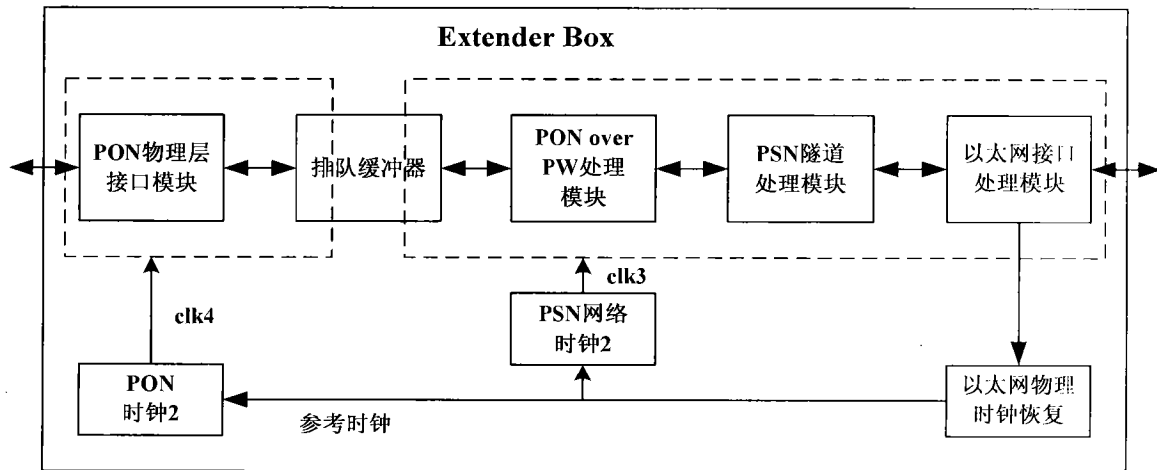 Extender Box
PON物理层
接口模块
排队缓冲器
PON over
PW处理
模块
PSN隧道
处理模块
以太网接口
处理模块
clk4
clk3
PSN网络
时钟2
PON
时钟2
参考时钟
以太网物理
时钟恢复